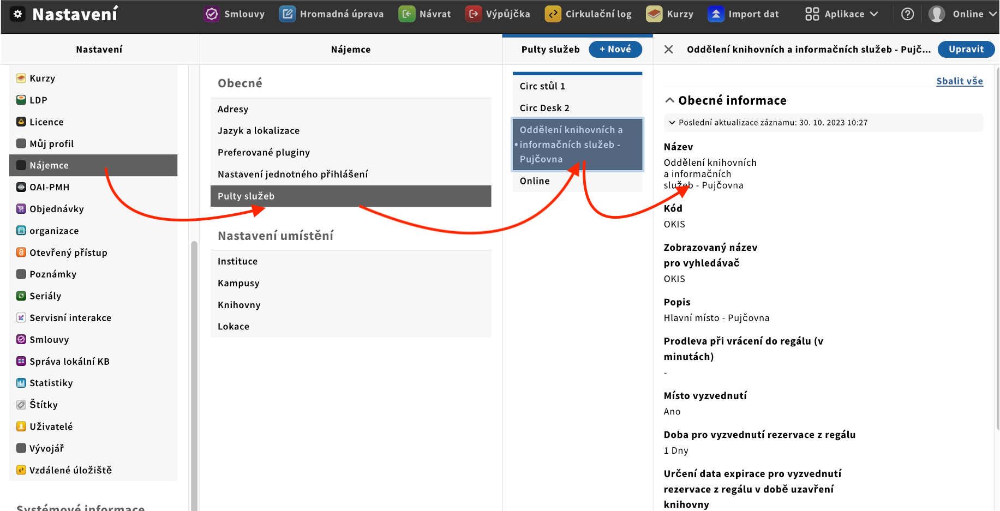 Nastavení
Smlouvy
Hromadná úprava
Návrat
Výpůjčka
Cirkulační log
Kurzy
Import dat
Aplikace
Online
Nastavení
Kurzy
LDP
Licence
Můj profil
Nájemce
OAI-PMH
Objednávky
organizace
Otevřený přístup
Poznámky
Seriály
Servisní interakce
Smlouvy
Správa lokální KB
Statistiky
Štítky
Uživatelé
Vývojář
Vzdálené úložiště
Systémové informace
Nájemce
Obecné
Adresy
Jazyk a lokalizace
Preferované pluginy
Nastavení jednotného přihlášení
Pulty služeb
Nastavení umístění
Instituce
Kampusy
Knihovny
Lokace
Pulty služeb
+ Nové
Circ stůl 1
Circ Desk 2
Oddělení knihovních a
• informačních služeb -
Pujčovna
Online
Oddělení knihovních a informačních služeb - Pujč...
Upravit
Sbalit vše
Obecné informace
Poslední aktualizace záznamu: 30. 10. 2023 10:27
Název
Oddělení knihovních
a informačních
služeb - Pujčovna
Kód
OKIS
Zobrazovaný název
pro vyhledávač
OKIS
Popis
Hlavní místo - Pujčovna
Prodleva při vrácení do regálu (v
minutách)
-
Místo vyzvednutí
Ano
Doba pro vyzvednutí rezervace z regálu
1 Dny
Určení data expirace pro vyzvednutí
rezervace z regálu v době uzavření
knihovny